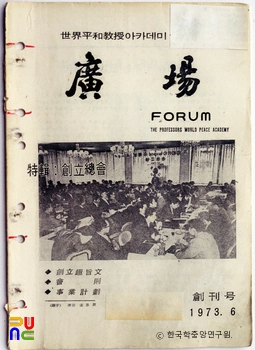 世界平和教授아카데미
廣場
FORUM
THE PROFESSORS WORLD PEACE ACADEMY
特輯：創立總會
◆ 創立趣旨文
◆ 會則
◆ 事業計劃
創刊号
1973. 6
© 한국학중앙연구원